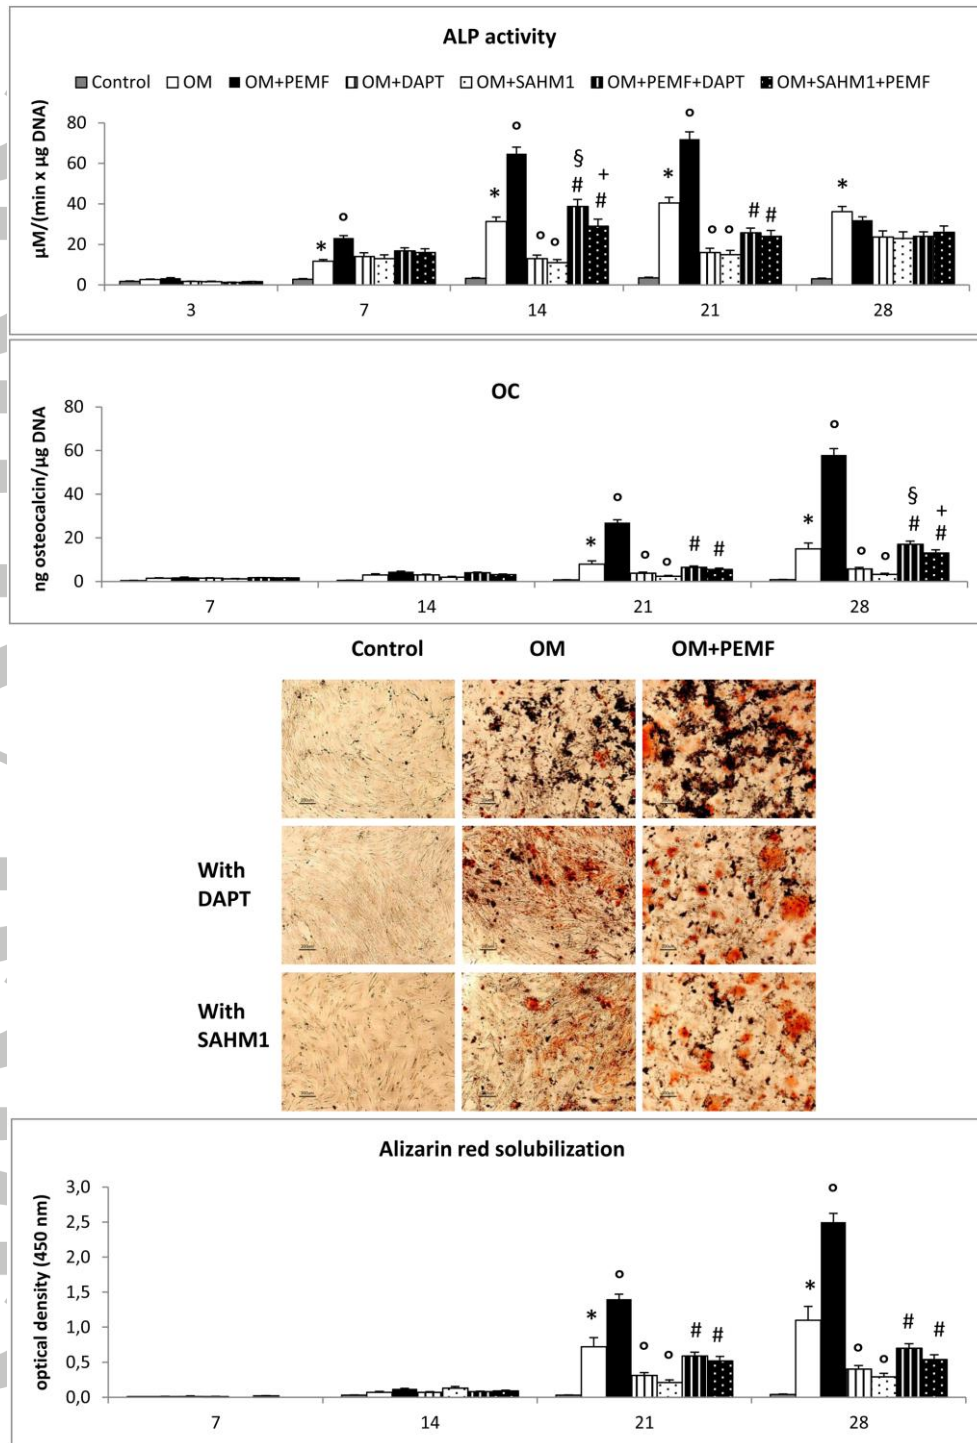 ALP activity
Control OM OM+PEMF OM+DAPT OM+SAHM1 OM+PEMF+DAPT OM+SAHM1+PEMF
µM/(min x µg DNA)
80
60
40
20
0
* ° * ° ° ° § # + # * ° ° ° # # *
3 7 14 21 28
OC
ng osteocalcin/µg DNA
80
60
40
20
0
* ° ° ° # # * ° ° ° § # + #
7 14 21 28
Control OM OM+PEMF
With
DAPT
With
SAHM1
Alizarin red solubilization
optical density (450 nm)
3,0
2,5
2,0
1,5
1,0
0,5
0,0
* ° ° ° # # * ° ° ° # #
7 14 21 28